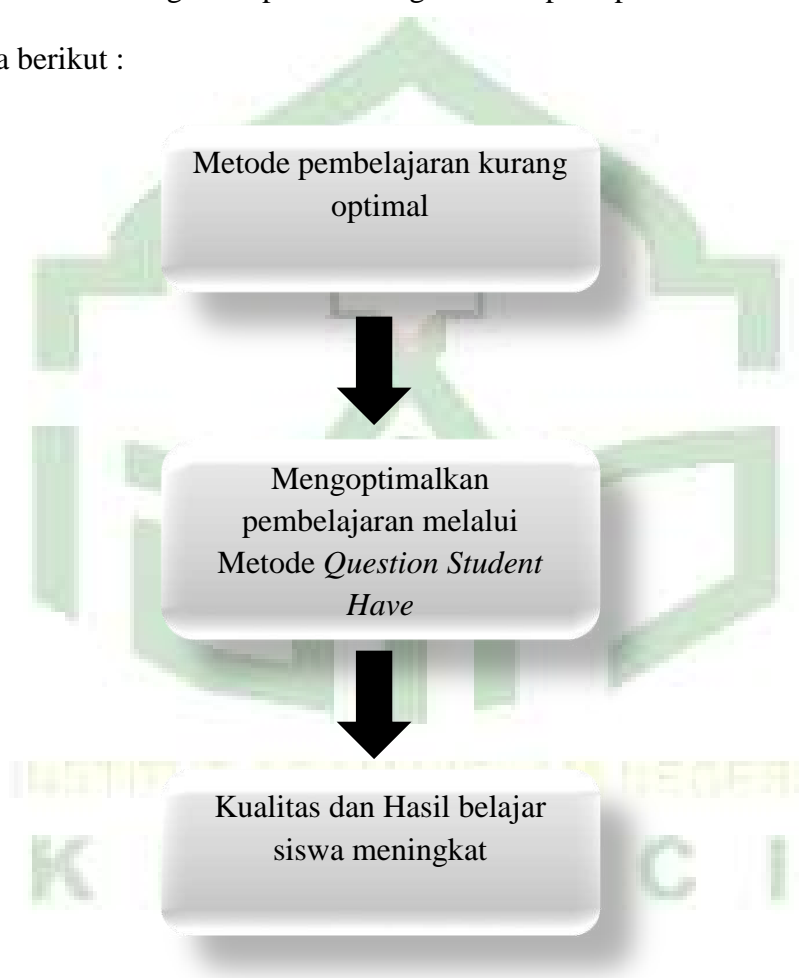 a berikut :
Metode pembelajaran kurang
optimal
Mengoptimalkan
pembelajaran melalui
Metode Question Student
Have
Kualitas dan Hasil belajar
siswa meningkat
K C I